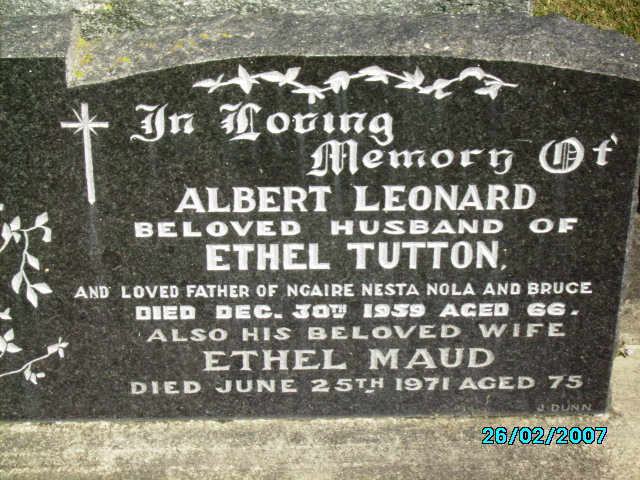 In Loving
Memory Of
ALBERT LEONARD
BELOVED HUSBAND OF
ETHEL TUTTON,
AND LOVED FATHER OF NGAIRE NESTA NOLA AND BRUCE
DIED DEC. 30TH 1959 AGED 66.
ALSO HIS BELOVED WIFE
ETHEL MAUD
DIED JUNE 25TH 1971 AGED 75
J. DUNN
26/02/2007